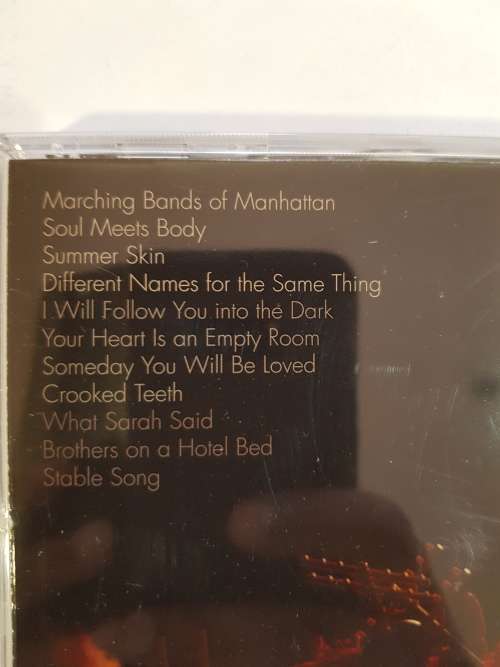 Marching Bands of Manhattan
Soul Meets Body
Summer Skin
Different Names for the Same Thing
I Will Follow You into the Dark
Your Heart Is an Empty Room
Someday You Will Be Loved
Crooked Teeth
What Sarah Said
Brothers on a Hotel Bed
Stable Song